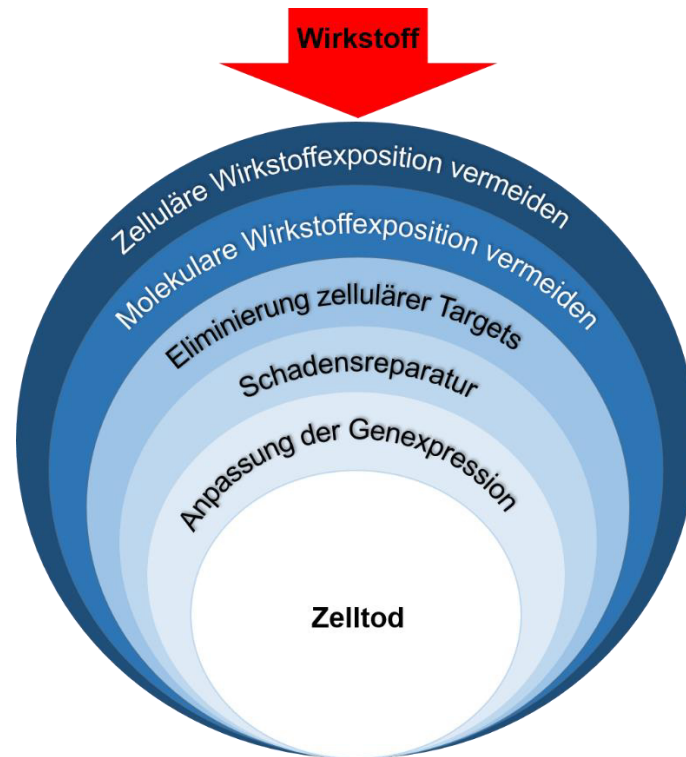 Wirkstoff
Zelluläre Wirkstoffexposition vermeiden
Molekulare Wirkstoffexposition vermeiden
Eliminierung zellulärer Targets
Schadensreparatur
Anpassung der Genexpression
Zelltod